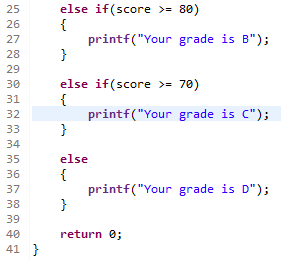 25 else if(score >= 80)
26 {
27 printf("Your grade is B");
28 }
29
30 else if(score >= 70)
31 {
32 printf("Your grade is C");
33 }
34
35 else
36 {
37 printf("Your grade is D");
38 }
39
40 return 0;
41 }